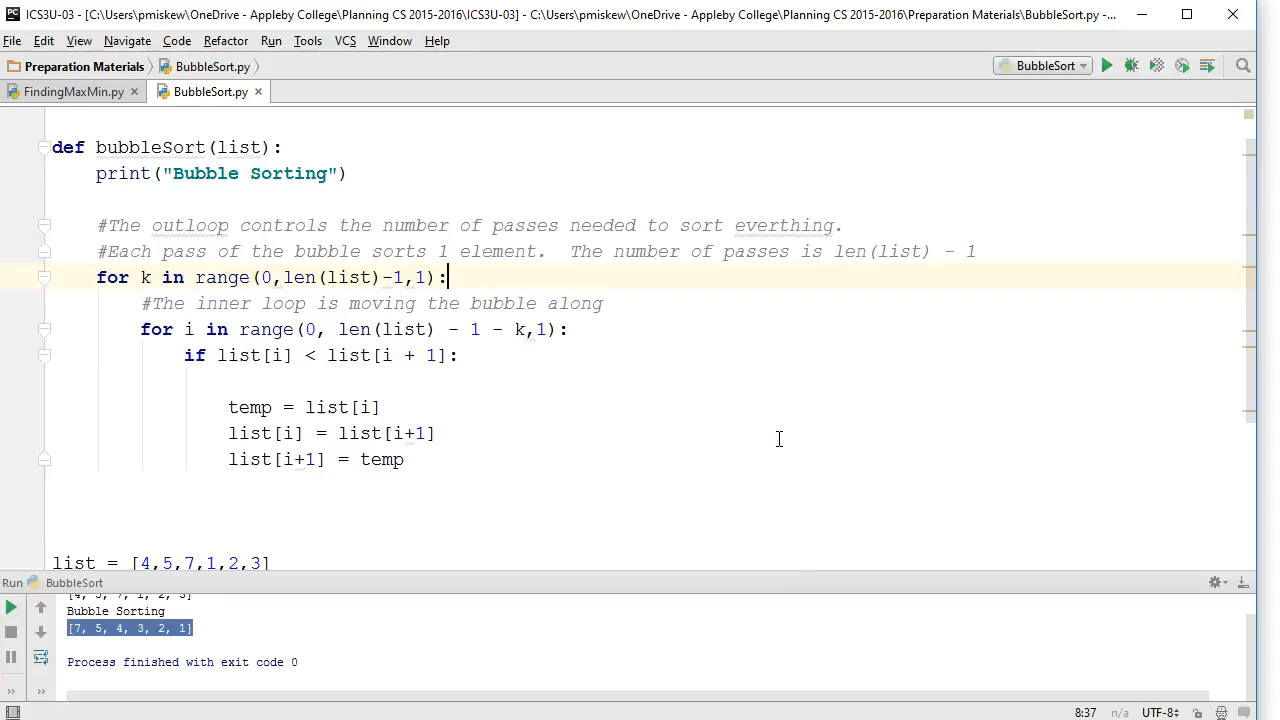 ICS3U-03 - [C:\Users\pmiskew\OneDrive - Appleby College\Planning CS 2015-2016\ICS3U-03] - C:\Users\pmiskew\OneDrive - Appleby College\Planning CS 2015-2016\Preparation Materials\BubbleSort.py -...
File Edit View Navigate Code Refactor Run Tools VCS Window Help
Preparation Materials BubbleSort.py BubbleSort
FindingMaxMin.py BubbleSort.py
def bubbleSort(list):
print("Bubble Sorting")
#The outloop controls the number of passes needed to sort everthing.
#Each pass of the bubble sorts 1 element.  The number of passes is len(list) - 1
for k in range(0,len(list)-1,1):
#The inner loop is moving the bubble along
for i in range(0, len(list) - 1 - k,1):
if list[i] < list[i + 1]:
temp = list[i]
list[i] = list[i+1]
list[i+1] = temp
list = [4,5,7,1,2,3]
Run BubbleSort
[4, 5, 7, 1, 2, 3]
Bubble Sorting
[7, 5, 4, 3, 2, 1]
Process finished with exit code 0
8:37 n/a UTF-8